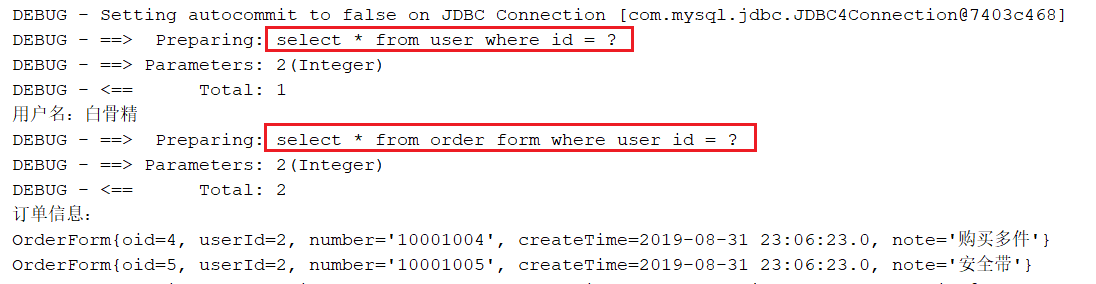 DEBUG - Setting autocommit to false on JDBC Connection [com.mysql.jdbc.JDBC4Connection@7403c468]
DEBUG - ==>  Preparing: select * from user where id = ?
DEBUG - ==> Parameters: 2(Integer)
DEBUG - <==      Total: 1
用户名：白骨精
DEBUG - ==>  Preparing: select * from order form where user id = ?
DEBUG - ==> Parameters: 2(Integer)
DEBUG - <==      Total: 2
订单信息：
OrderForm{oid=4, userId=2, number='10001004', createTime=2019-08-31 23:06:23.0, note='购买多件'}
OrderForm{oid=5, userId=2, number='10001005', createTime=2019-08-31 23:06:23.0, note='安全带'}